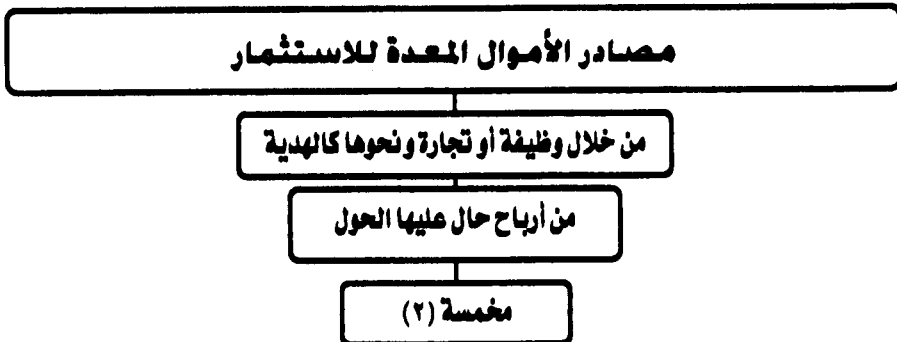 مصادر الأموال المعدة للاستثمار
من خلال وظيفة أو تجارة ونحوها كالهدية
من أرباح حال عليها الحول
مخمسة (٢)